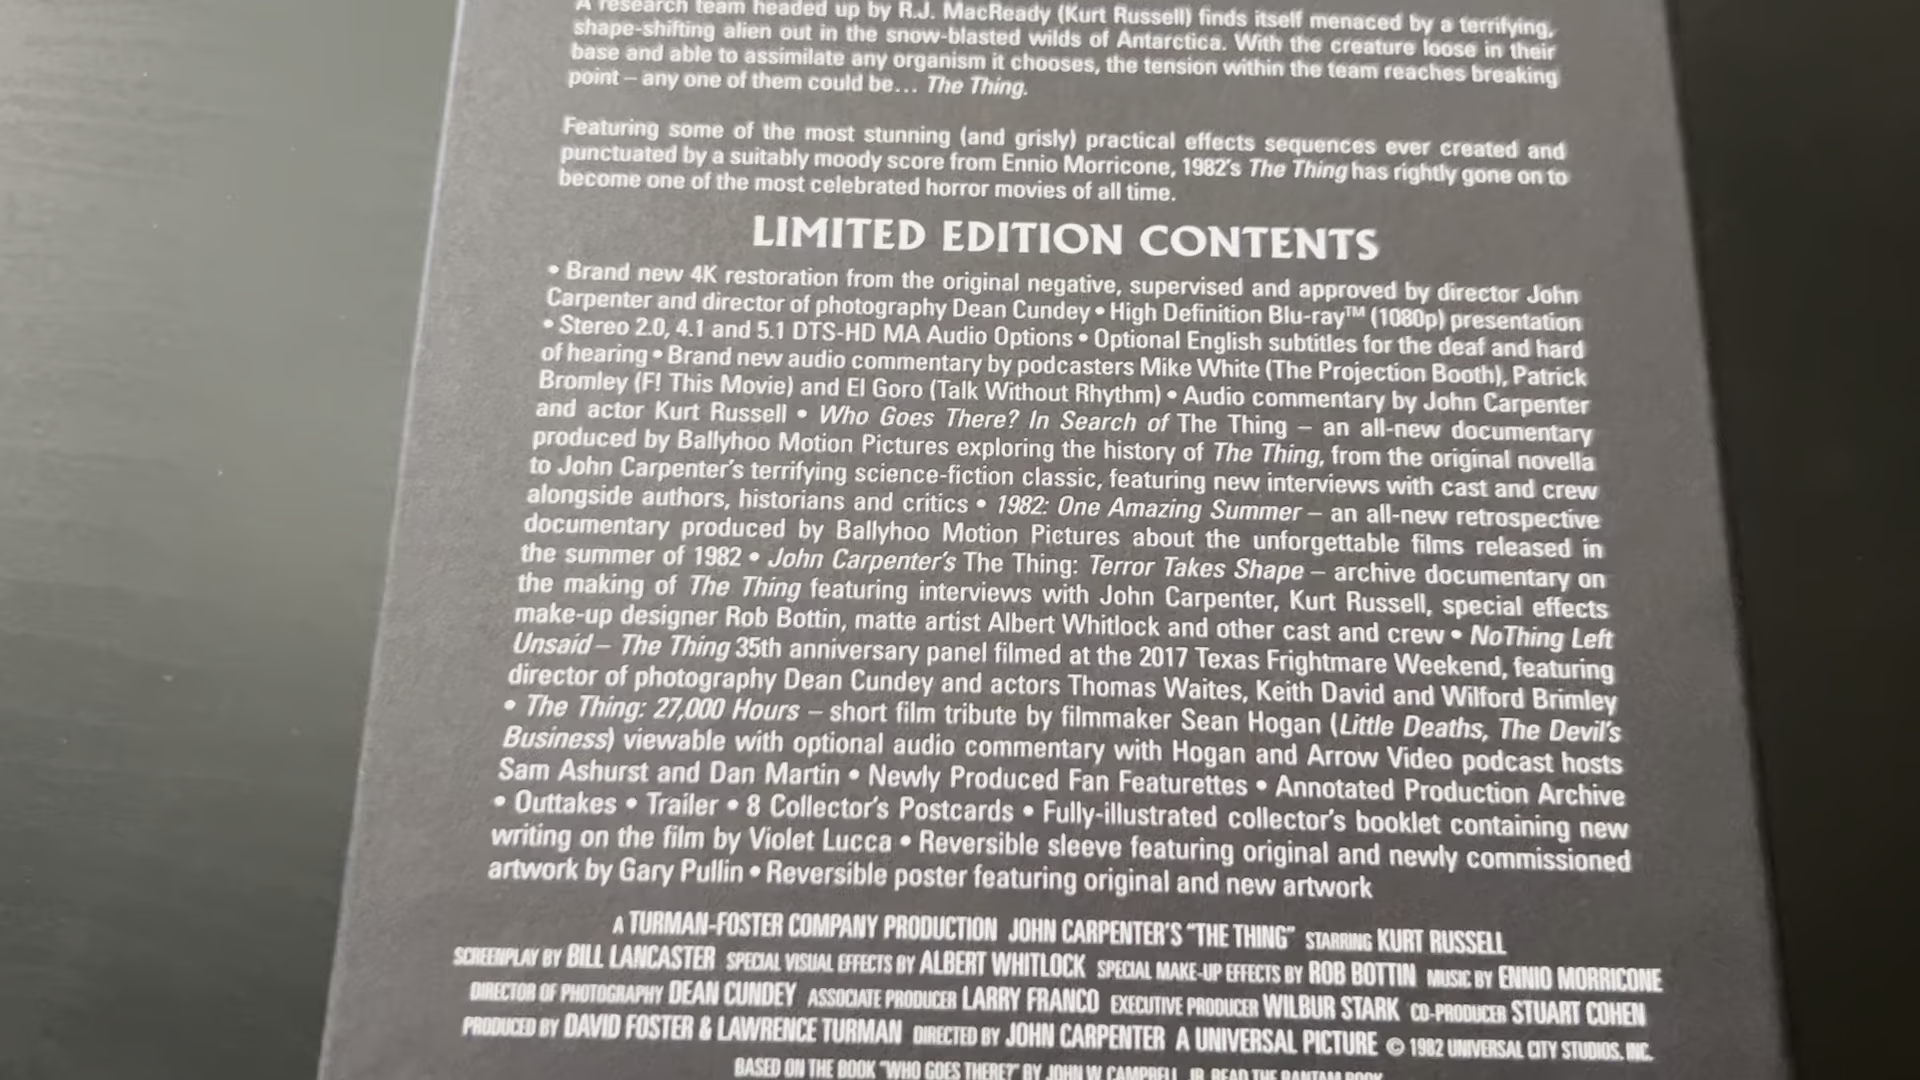 A research team headed up by R.J. MacReady (Kurt Russell) finds itself menaced by a terrifying,
shape-shifting alien out in the snow-blasted wilds of Antarctica. With the creature loose in their
base and able to assimilate any organism it chooses, the tension within the team reaches breaking
point – any one of them could be... The Thing.
Featuring some of the most stunning (and grisly) practical effects sequences ever created and
punctuated by a suitably moody score from Ennio Morricone, 1982's The Thing has rightly gone on to
become one of the most celebrated horror movies of all time.
LIMITED EDITION CONTENTS
• Brand new 4K restoration from the original negative, supervised and approved by director John
Carpenter and director of photography Dean Cundey • High Definition Blu-ray™ (1080p) presentation
• Stereo 2.0, 4.1 and 5.1 DTS-HD MA Audio Options • Optional English subtitles for the deaf and hard
of hearing • Brand new audio commentary by podcasters Mike White (The Projection Booth), Patrick
Bromley (F! This Movie) and El Goro (Talk Without Rhythm) • Audio commentary by John Carpenter
and actor Kurt Russell • Who Goes There? In Search of The Thing – an all-new documentary
produced by Ballyhoo Motion Pictures exploring the history of The Thing, from the original novella
to John Carpenter's terrifying science-fiction classic, featuring new interviews with cast and crew
alongside authors, historians and critics • 1982: One Amazing Summer – an all-new retrospective
documentary produced by Ballyhoo Motion Pictures about the unforgettable films released in
the summer of 1982 • John Carpenter's The Thing: Terror Takes Shape – archive documentary on
the making of The Thing featuring interviews with John Carpenter, Kurt Russell, special effects
make-up designer Rob Bottin, matte artist Albert Whitlock and other cast and crew • NoThing Left
Unsaid – The Thing 35th anniversary panel filmed at the 2017 Texas Frightmare Weekend, featuring
director of photography Dean Cundey and actors Thomas Waites, Keith David and Wilford Brimley
• The Thing: 27,000 Hours – short film tribute by filmmaker Sean Hogan (Little Deaths, The Devil's
Business) viewable with optional audio commentary with Hogan and Arrow Video podcast hosts
Sam Ashurst and Dan Martin • Newly Produced Fan Featurettes • Annotated Production Archive
• Outtakes • Trailer • 8 Collector's Postcards • Fully-illustrated collector's booklet containing new
writing on the film by Violet Lucca • Reversible sleeve featuring original and newly commissioned
artwork by Gary Pullin • Reversible poster featuring original and new artwork
A TURMAN-FOSTER COMPANY PRODUCTION JOHN CARPENTER'S "THE THING" STARRING KURT RUSSELL
SCREENPLAY BY BILL LANCASTER SPECIAL VISUAL EFFECTS BY ALBERT WHITLOCK SPECIAL MAKE-UP EFFECTS BY ROB BOTTIN MUSIC BY ENNIO MORRICONE
DIRECTOR OF PHOTOGRAPHY DEAN CUNDEY ASSOCIATE PRODUCER LARRY FRANCO EXECUTIVE PRODUCER WILBUR STARK CO-PRODUCER STUART COHEN
PRODUCED BY DAVID FOSTER & LAWRENCE TURMAN DIRECTED BY JOHN CARPENTER A UNIVERSAL PICTURE © 1982 UNIVERSAL CITY STUDIOS, INC.
BASED ON THE BOOK "WHO GOES THERE?" BY JOHN W. CAMPBELL, JR. READ THE BANTAM BOOK